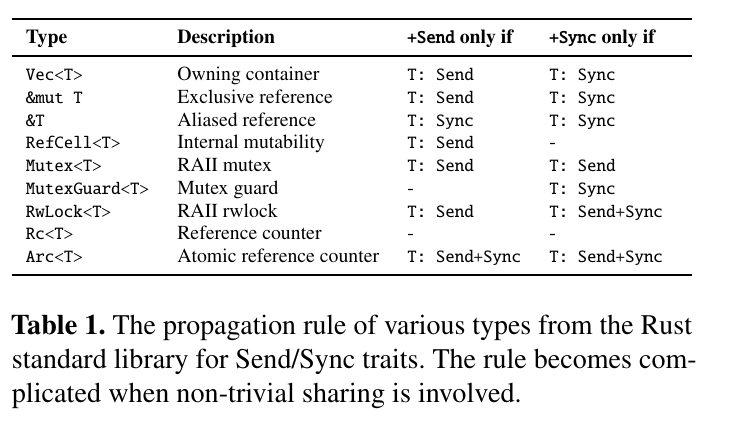 Type Description +Send only if +Sync only if
Vec<T> Owning container T: Send T: Sync
&mut T Exclusive reference T: Send T: Sync
&T Aliased reference T: Sync T: Sync
RefCell<T> Internal mutability T: Send -
Mutex<T> RAII mutex T: Send T: Send
MutexGuard<T> Mutex guard - T: Sync
RwLock<T> RAII rwlock T: Send T: Send+Sync
Rc<T> Reference counter - -
Arc<T> Atomic reference counter T: Send+Sync T: Send+Sync
Table 1. The propagation rule of various types from the Rust
standard library for Send/Sync traits. The rule becomes com-
plicated when non-trivial sharing is involved.